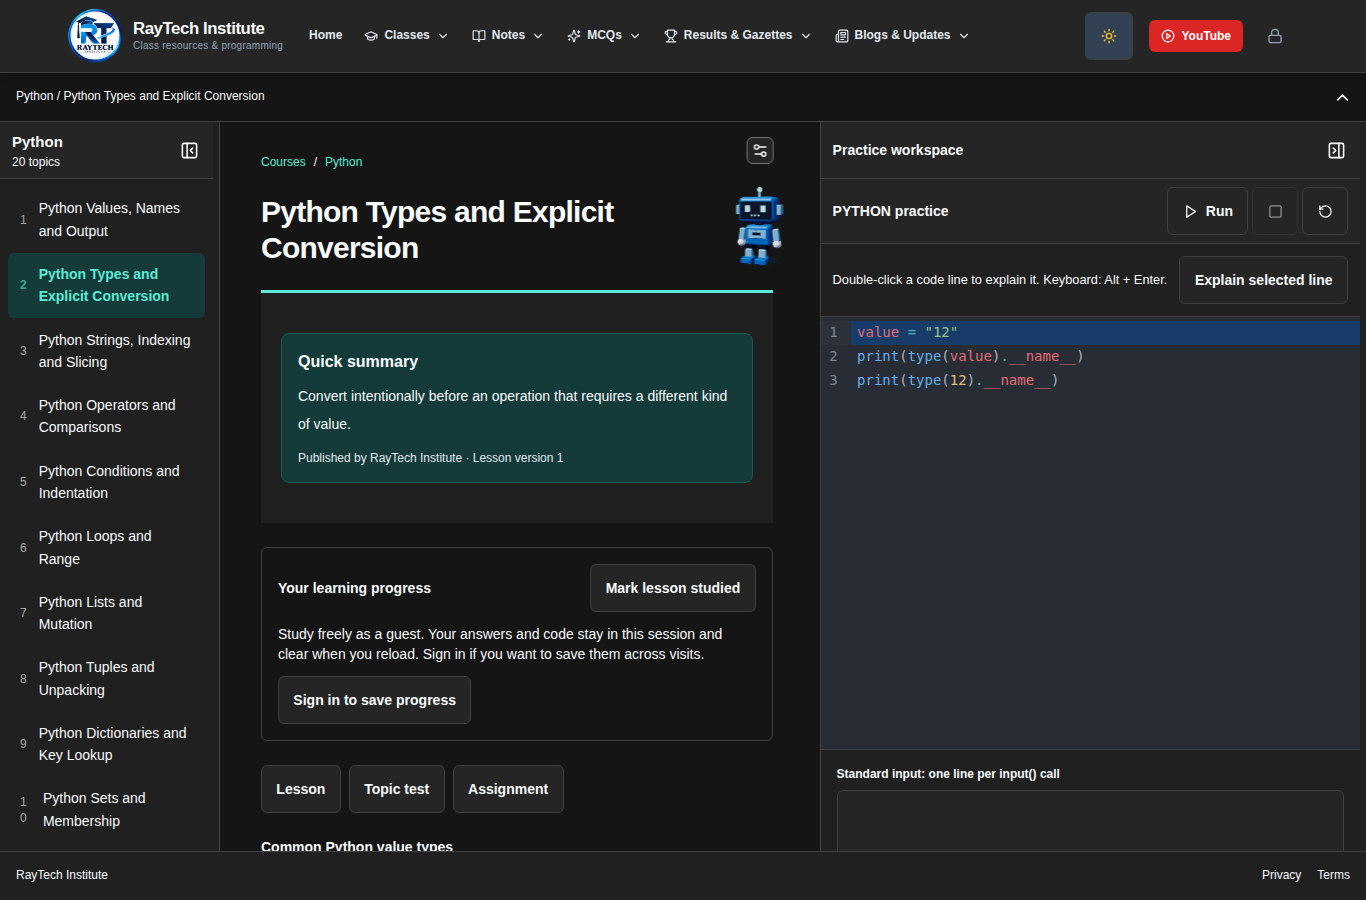 RayTech Institute
Class resources & programming
Home
Classes
Notes
MCQs
Results & Gazettes
Blogs & Updates
YouTube
Python / Python Types and Explicit Conversion
Python
20 topics
1 Python Values, Names
and Output
2 Python Types and
Explicit Conversion
3 Python Strings, Indexing
and Slicing
4 Python Operators and
Comparisons
5 Python Conditions and
Indentation
6 Python Loops and
Range
7 Python Lists and
Mutation
8 Python Tuples and
Unpacking
9 Python Dictionaries and
Key Lookup
10 Python Sets and
Membership
Courses / Python
Python Types and Explicit
Conversion
Quick summary
Convert intentionally before an operation that requires a different kind
of value.
Published by RayTech Institute · Lesson version 1
Your learning progress
Mark lesson studied
Study freely as a guest. Your answers and code stay in this session and
clear when you reload. Sign in if you want to save them across visits.
Sign in to save progress
Lesson
Topic test
Assignment
Common Python value types
Practice workspace
PYTHON practice
Run
Double-click a code line to explain it. Keyboard: Alt + Enter.
Explain selected line
1 value = "12"
2 print(type(value).__name__)
3 print(type(12).__name__)
Standard input: one line per input() call
RayTech Institute
Privacy
Terms